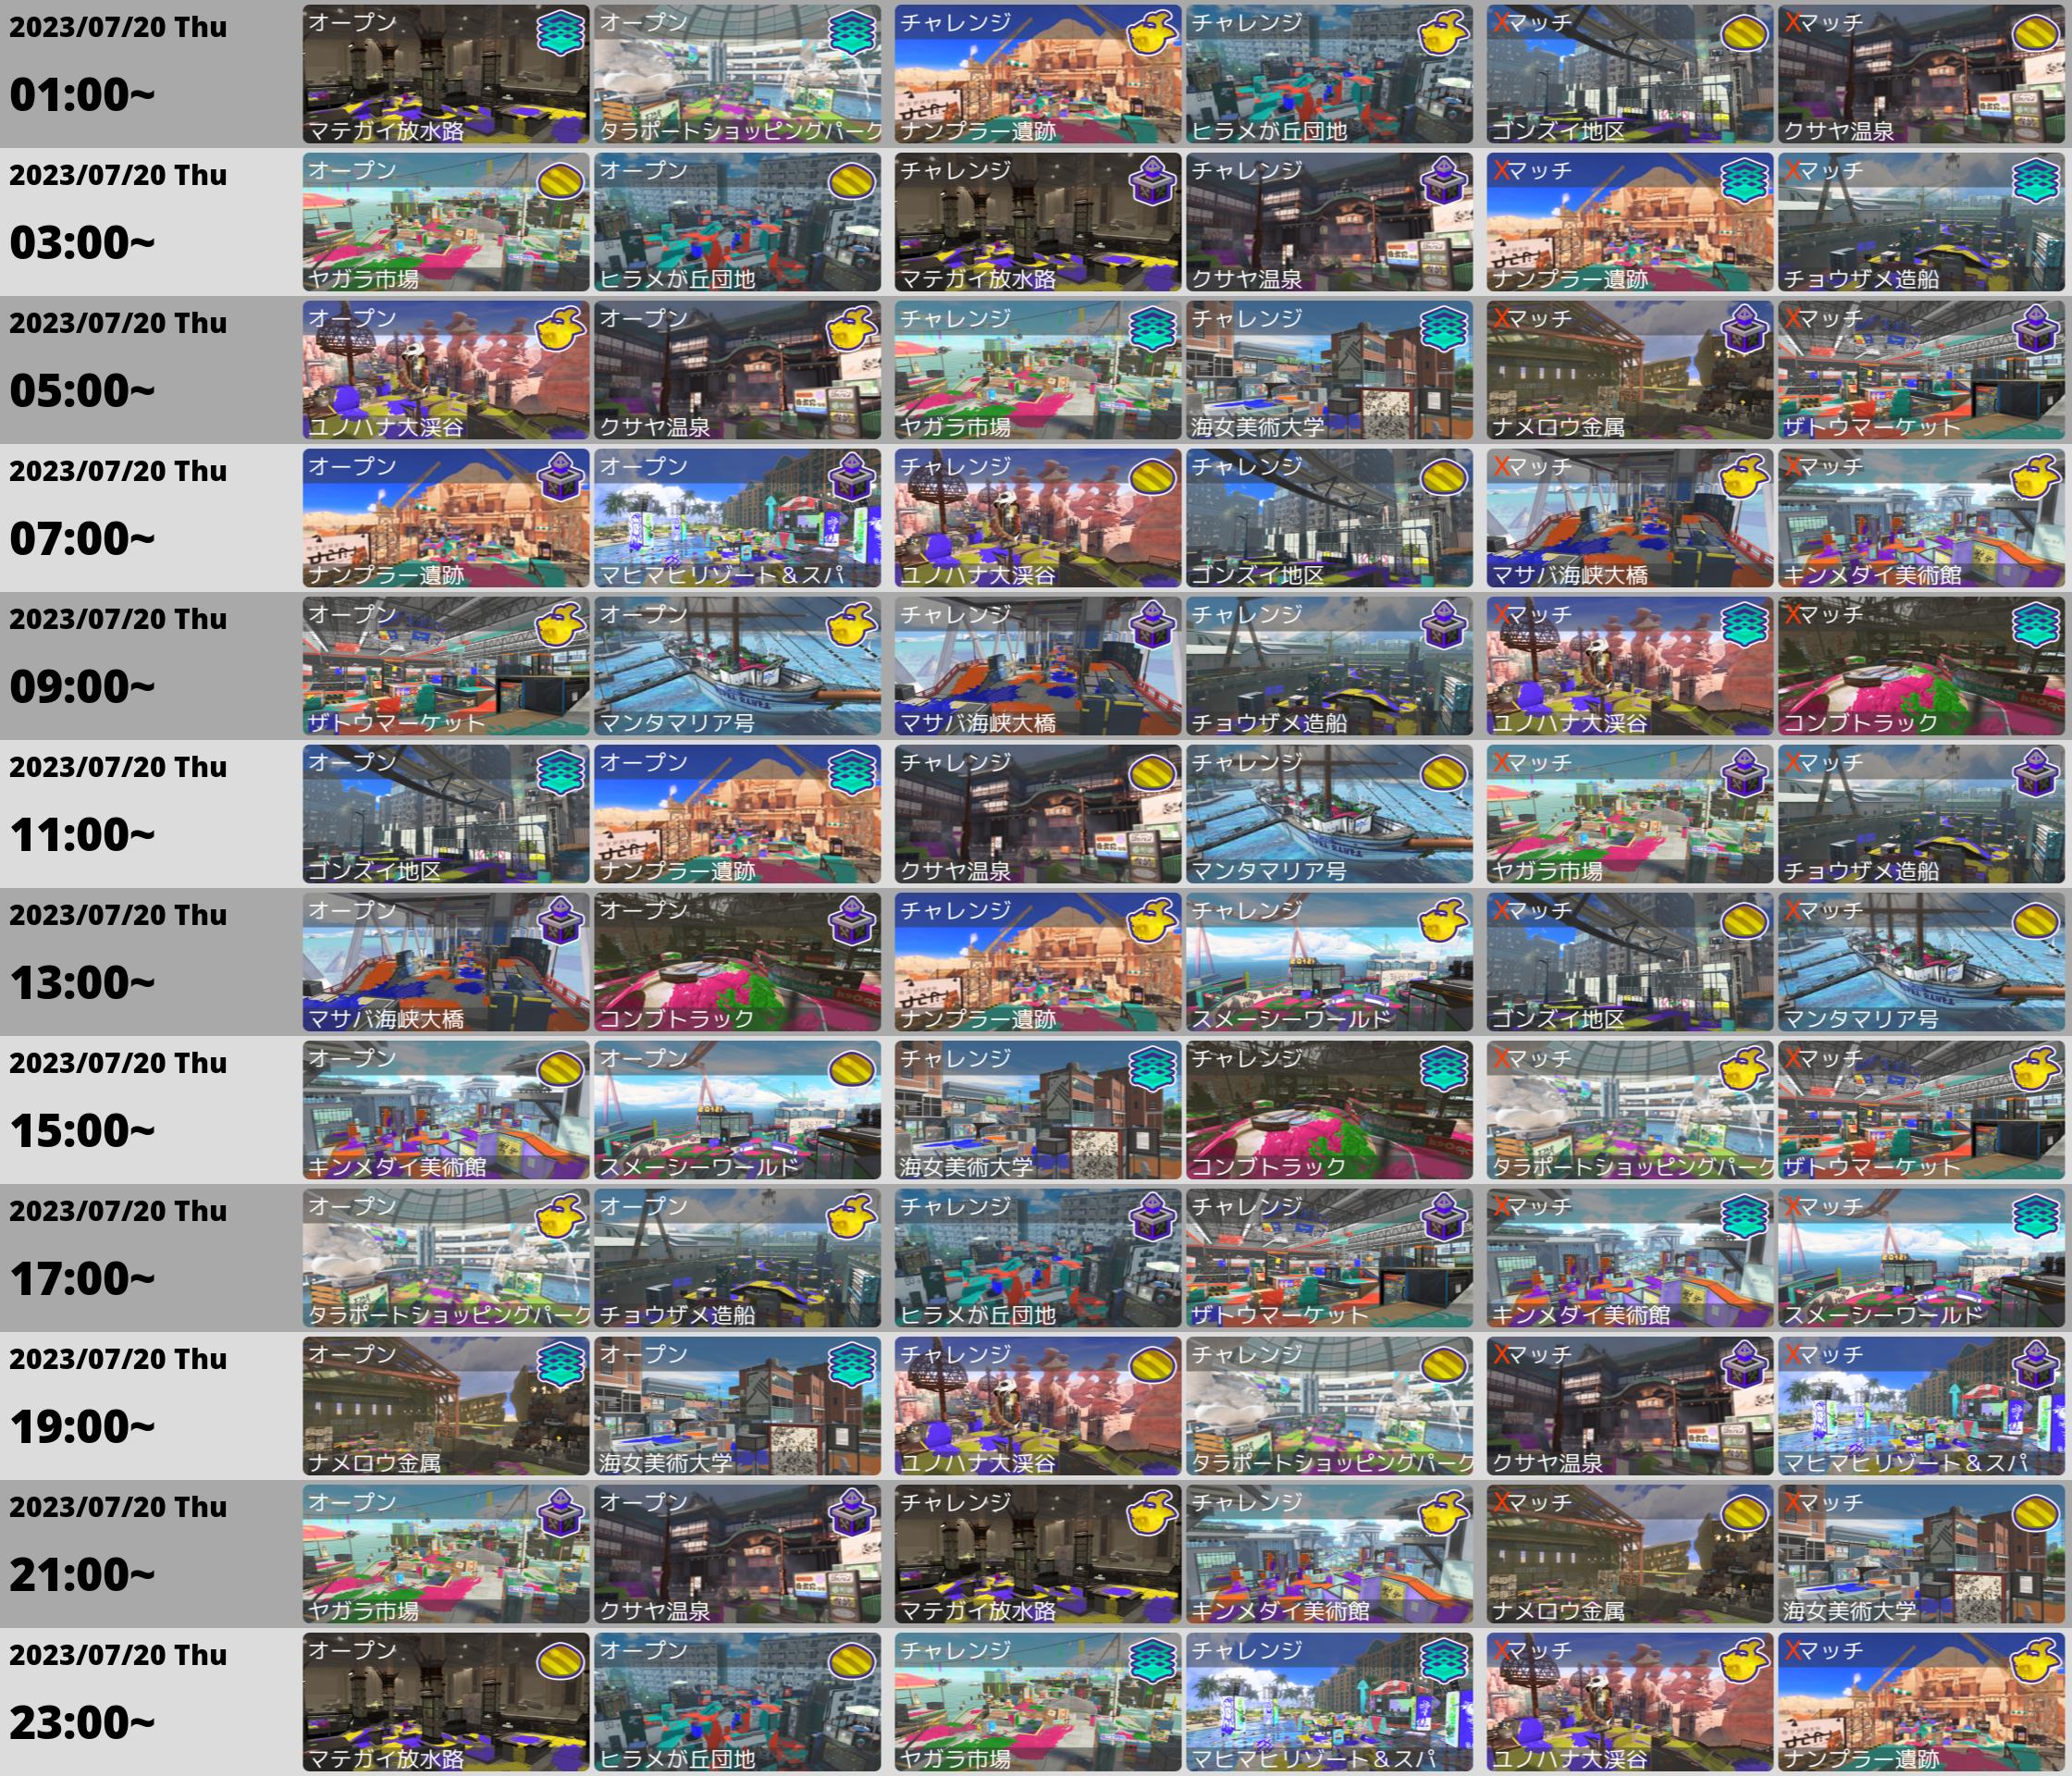 2023/07/20 Thu
01:00~
オープン
マテガイ放水路
オープン
タラポートショッピングパーク
チャレンジ
ナンプラー遺跡
チャレンジ
ヒラメが丘団地
Xマッチ
ゴンズイ地区
Xマッチ
クサヤ温泉
2023/07/20 Thu
03:00~
オープン
ヤガラ市場
オープン
ヒラメが丘団地
チャレンジ
マテガイ放水路
チャレンジ
クサヤ温泉
Xマッチ
ナンプラー遺跡
Xマッチ
チョウザメ造船
2023/07/20 Thu
05:00~
オープン
ユノハナ大渓谷
オープン
クサヤ温泉
チャレンジ
ヤガラ市場
チャレンジ
海女美術大学
Xマッチ
ナメロウ金属
Xマッチ
ザトウマーケット
2023/07/20 Thu
07:00~
オープン
ナンプラー遺跡
オープン
マヒマヒリゾート&スパ
チャレンジ
ユノハナ大渓谷
チャレンジ
ゴンズイ地区
Xマッチ
マサバ海峡大橋
Xマッチ
キンメダイ美術館
2023/07/20 Thu
09:00~
オープン
ザトウマーケット
オープン
マンタマリア号
チャレンジ
マサバ海峡大橋
チャレンジ
チョウザメ造船
Xマッチ
ユノハナ大渓谷
Xマッチ
コンブトラック
2023/07/20 Thu
11:00~
オープン
ゴンズイ地区
オープン
ナンプラー遺跡
チャレンジ
クサヤ温泉
チャレンジ
マンタマリア号
Xマッチ
ヤガラ市場
Xマッチ
チョウザメ造船
2023/07/20 Thu
13:00~
オープン
マサバ海峡大橋
オープン
コンブトラック
チャレンジ
ナンプラー遺跡
チャレンジ
スメーシーワールド
Xマッチ
ゴンズイ地区
Xマッチ
マンタマリア号
2023/07/20 Thu
15:00~
オープン
キンメダイ美術館
オープン
スメーシーワールド
チャレンジ
海女美術大学
チャレンジ
コンブトラック
Xマッチ
タラポートショッピングパーク
Xマッチ
ザトウマーケット
2023/07/20 Thu
17:00~
オープン
タラポートショッピングパーク
オープン
チョウザメ造船
チャレンジ
ヒラメが丘団地
チャレンジ
ザトウマーケット
Xマッチ
キンメダイ美術館
Xマッチ
スメーシーワールド
2023/07/20 Thu
19:00~
オープン
ナメロウ金属
オープン
海女美術大学
チャレンジ
ユノハナ大渓谷
チャレンジ
タラポートショッピングパーク
Xマッチ
クサヤ温泉
Xマッチ
マヒマヒリゾート&スパ
2023/07/20 Thu
21:00~
オープン
ヤガラ市場
オープン
クサヤ温泉
チャレンジ
マテガイ放水路
チャレンジ
キンメダイ美術館
Xマッチ
ナメロウ金属
Xマッチ
海女美術大学
2023/07/20 Thu
23:00~
オープン
マテガイ放水路
オープン
ヒラメが丘団地
チャレンジ
ヤガラ市場
チャレンジ
マヒマヒリゾート&スパ
Xマッチ
ユノハナ大渓谷
Xマッチ
ナンプラー遺跡